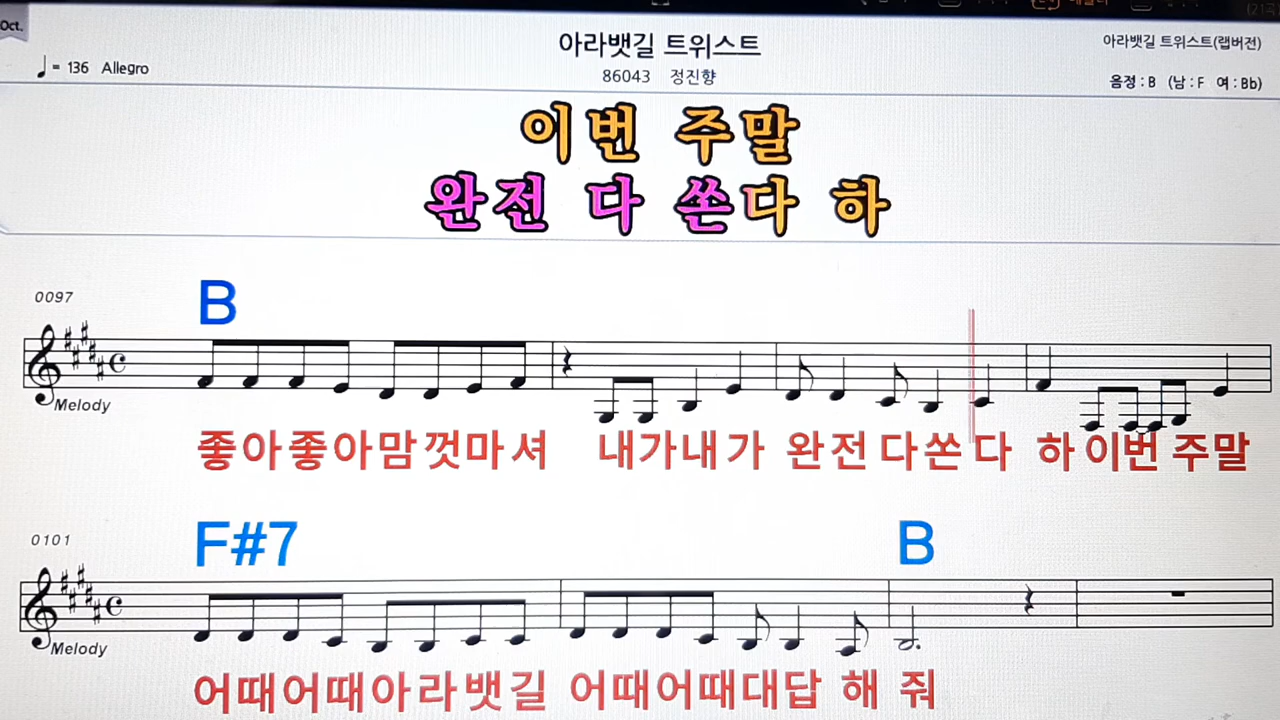 Oct.
아라뱃길 트위스트
아라뱃길 트위스트(랩버전)
♩= 136 Allegro
86043 정진향
음정 : B (남 : F 여 : Bb)
이번 주말
완전 다 쏜다 하
0097
B
Melody
좋아좋아맘껏마셔 내가내가 완전다쏜다 하이번 주말
0101
F#7 B
Melody
어때어때아라뱃길 어때어때대답 해 줘